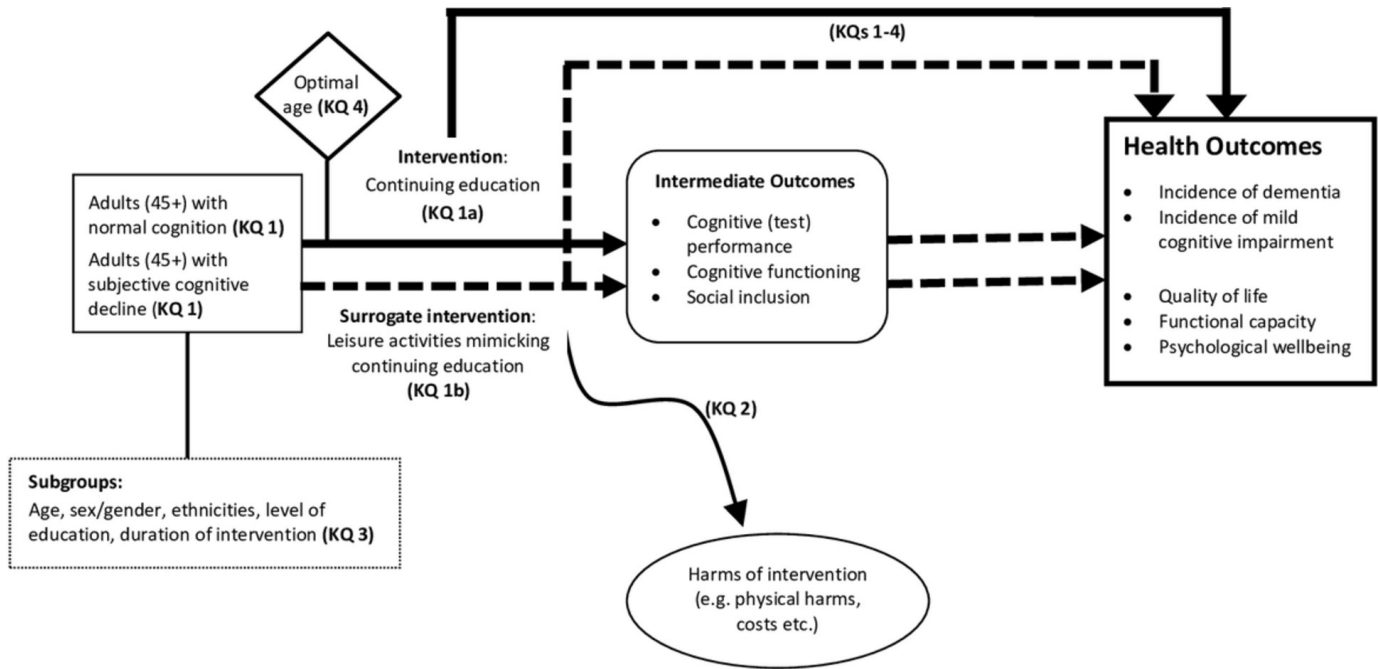 (KQs 1-4)
Optimal
age (KQ 4)
Intervention:
Continuing education
(KQ 1a)
Adults (45+) with
normal cognition (KQ 1)
Adults (45+) with
subjective cognitive
decline (KQ 1)
Surrogate intervention:
Leisure activities mimicking
continuing education
(KQ 1b)
Intermediate Outcomes
• Cognitive (test)
performance
• Cognitive functioning
• Social inclusion
Health Outcomes
• Incidence of dementia
• Incidence of mild
cognitive impairment
• Quality of life
• Functional capacity
• Psychological wellbeing
(KQ 2)
Subgroups:
Age, sex/gender, ethnicities, level of
education, duration of intervention (KQ 3)
Harms of intervention
(e.g. physical harms,
costs etc.)